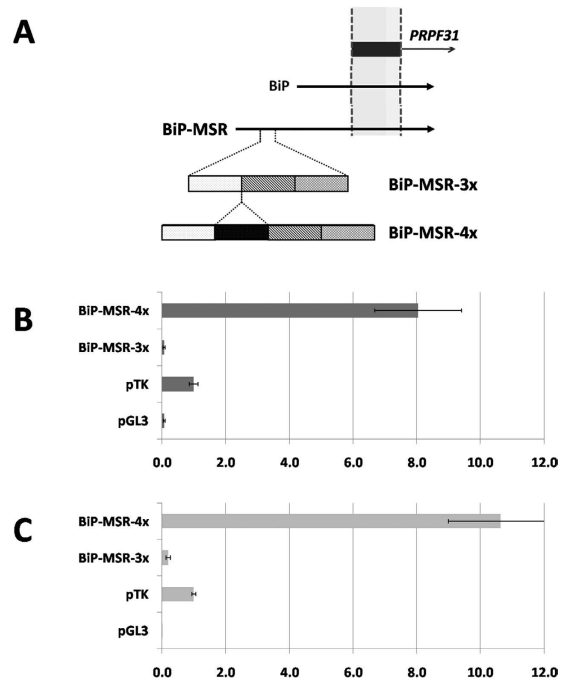 A
PRPF31
BiP
BiP-MSR
BiP-MSR-3x
BiP-MSR-4x
B
BiP-MSR-4x
BiP-MSR-3x
pTK
pGL3
0.0 2.0 4.0 6.0 8.0 10.0 12.0
C
BiP-MSR-4x
BiP-MSR-3x
pTK
pGL3
0.0 2.0 4.0 6.0 8.0 10.0 12.0